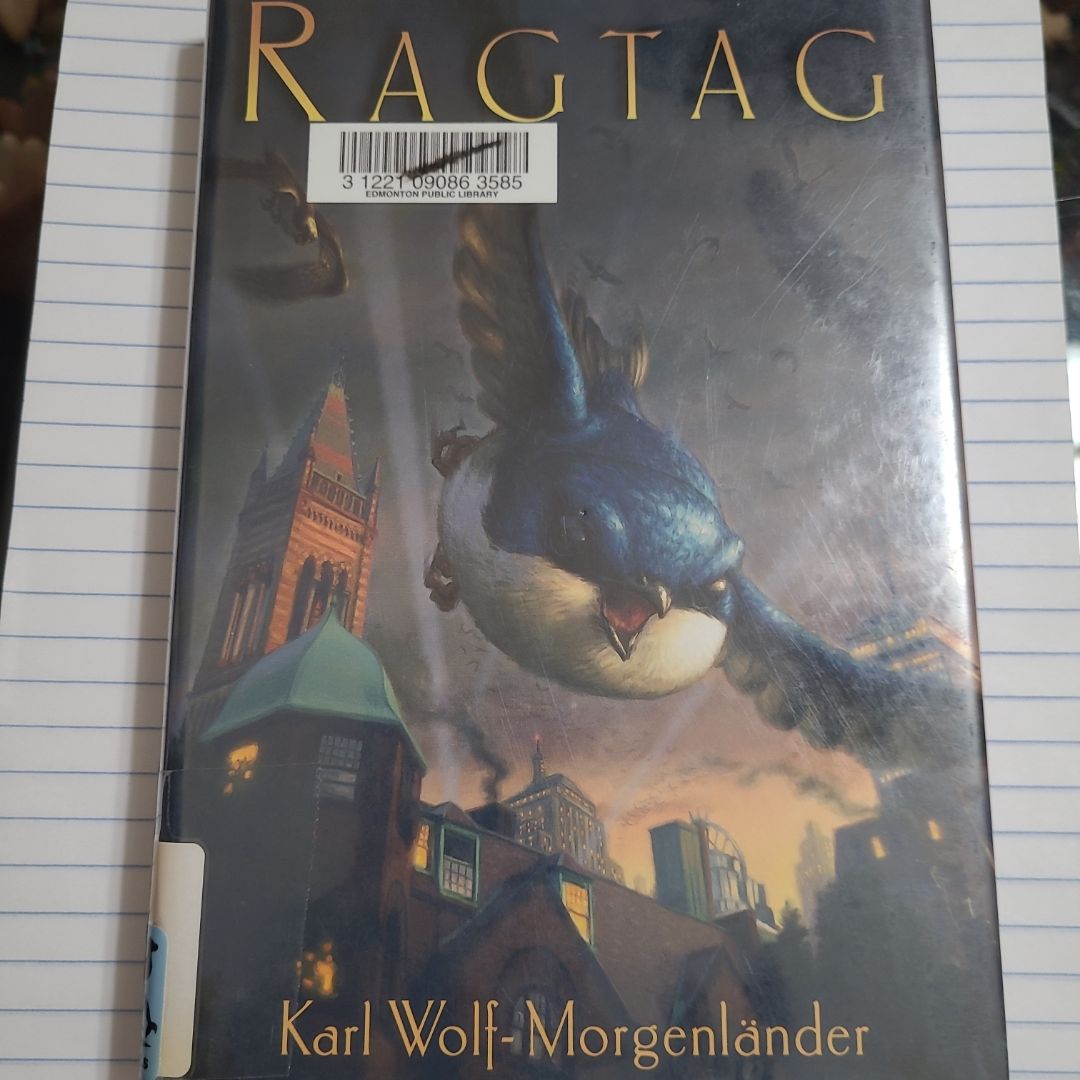 RAGTAG
3 1221 09086 3585
EDMONTON PUBLIC LIBRARY
Karl Wolf-Morgenländer